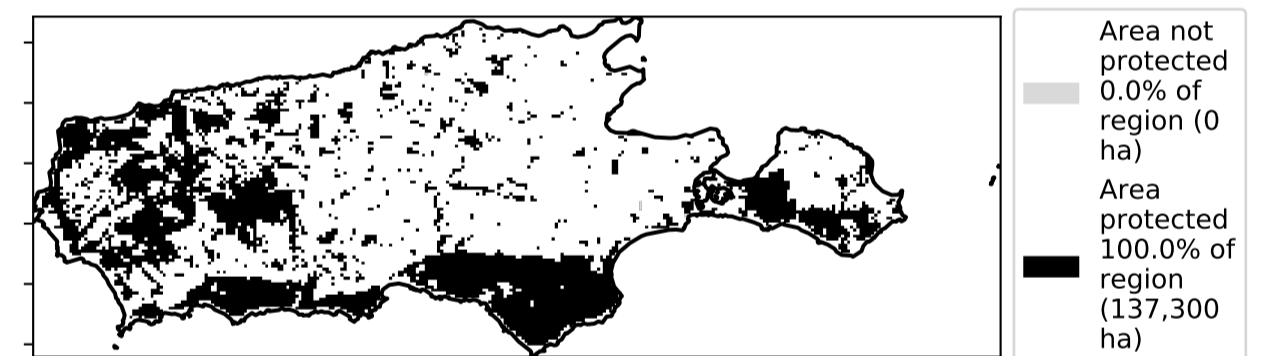 Area not
protected
0.0% of
region (0
ha)
Area
protected
100.0% of
region
(137,300
ha)